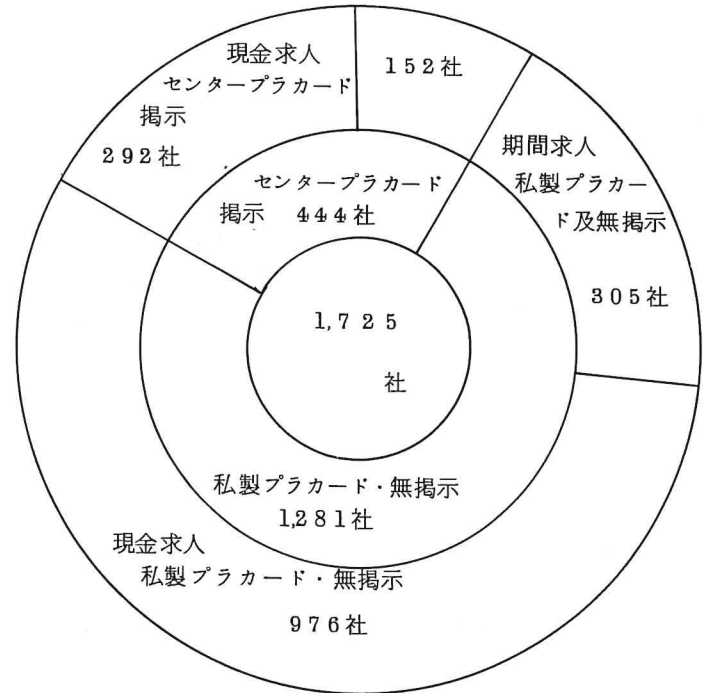 現金求人
センタープラカード
掲示
292社
152社
期間求人
私製プラカー
ド及無掲示
305社
センタープラカード
掲示 444社
1,725
社
私製プラカード・無掲示
1,281社
現金求人
私製プラカード・無掲示
976社